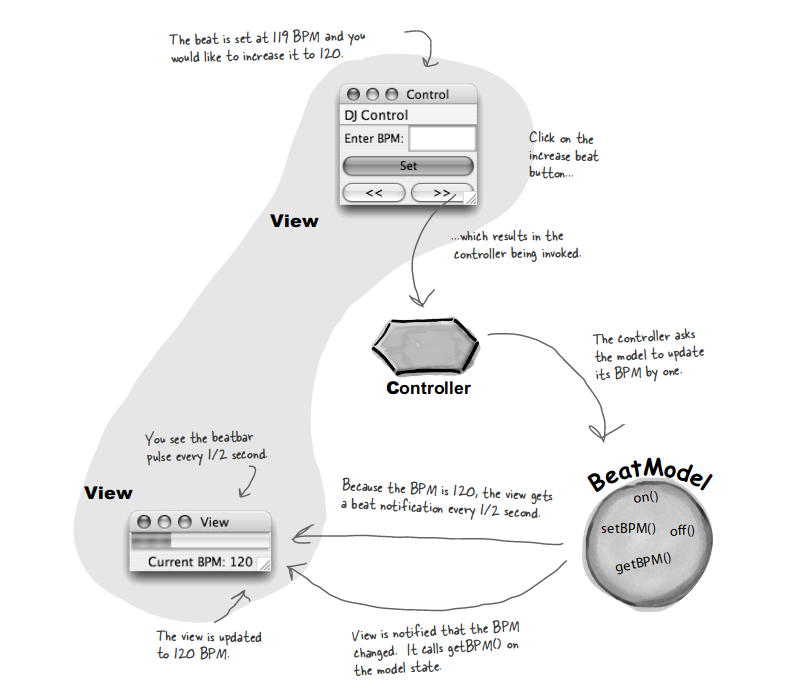 The beat is set at 119 BPM and you
would like to increase it to 120.
Control
DJ Control
Enter BPM:
Set
<<
>>
View
Click on the
increase beat
button...
...which results in the
controller being invoked.
Controller
The controller asks
the model to update
its BPM by one.
You see the beatbar
pulse every 1/2 second.
View
View
Current BPM: 120
Because the BPM is 120, the view gets
a beat notification every 1/2 second.
BeatModel
on()
setBPM()
off()
getBPM()
The view is updated
to 120 BPM.
View is notified that the BPM
changed. It calls getBPM() on
the model state.